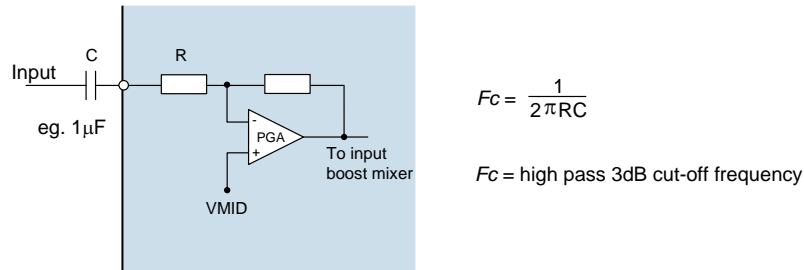 C
R
Input
eg. 1μF
-
PGA
+
To input
boost mixer
VMID
Fc = 1
2πRC
Fc = high pass 3dB cut-off frequency